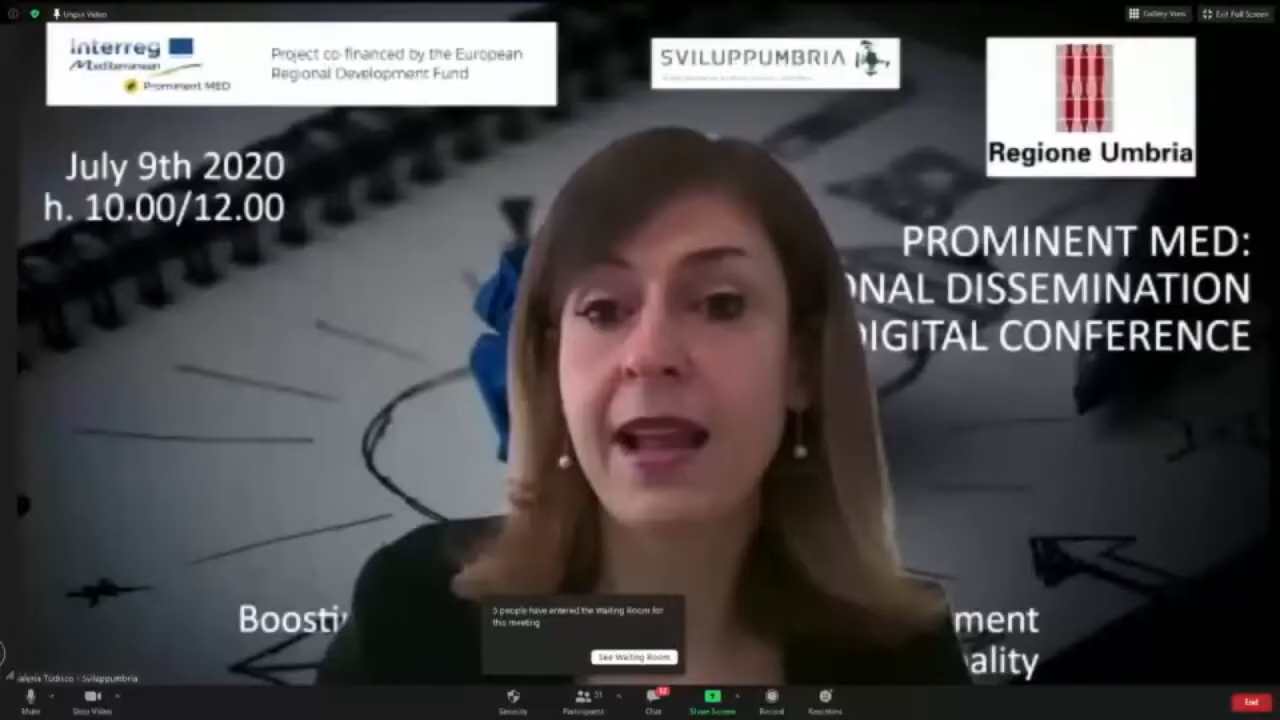 Unpin Video
Gallery View
Exit Full Screen
Interreg
Mediterranean
Prominent MED
Project co-financed by the European
Regional Development Fund
SVILUPPUMBRIA
Regione Umbria
July 9th 2020
h. 10.00/12.00
PROMINENT MED:
ONAL DISSEMINATION
DIGITAL CONFERENCE
Boosti
ment
ality
5 people have entered the Waiting Room for
this meeting
See Waiting Room
Mute
Stop Video
Security
Participants
31
Chat
Share Screen
Record
Reactions
End